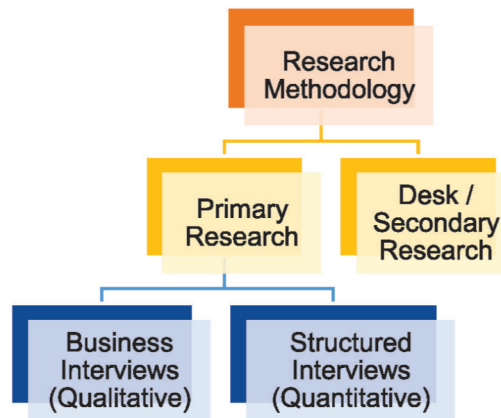 Research
Methodology
Primary
Research
Desk /
Secondary
Research
Business
Interviews
(Qualitative)
Structured
Interviews
(Quantitative)